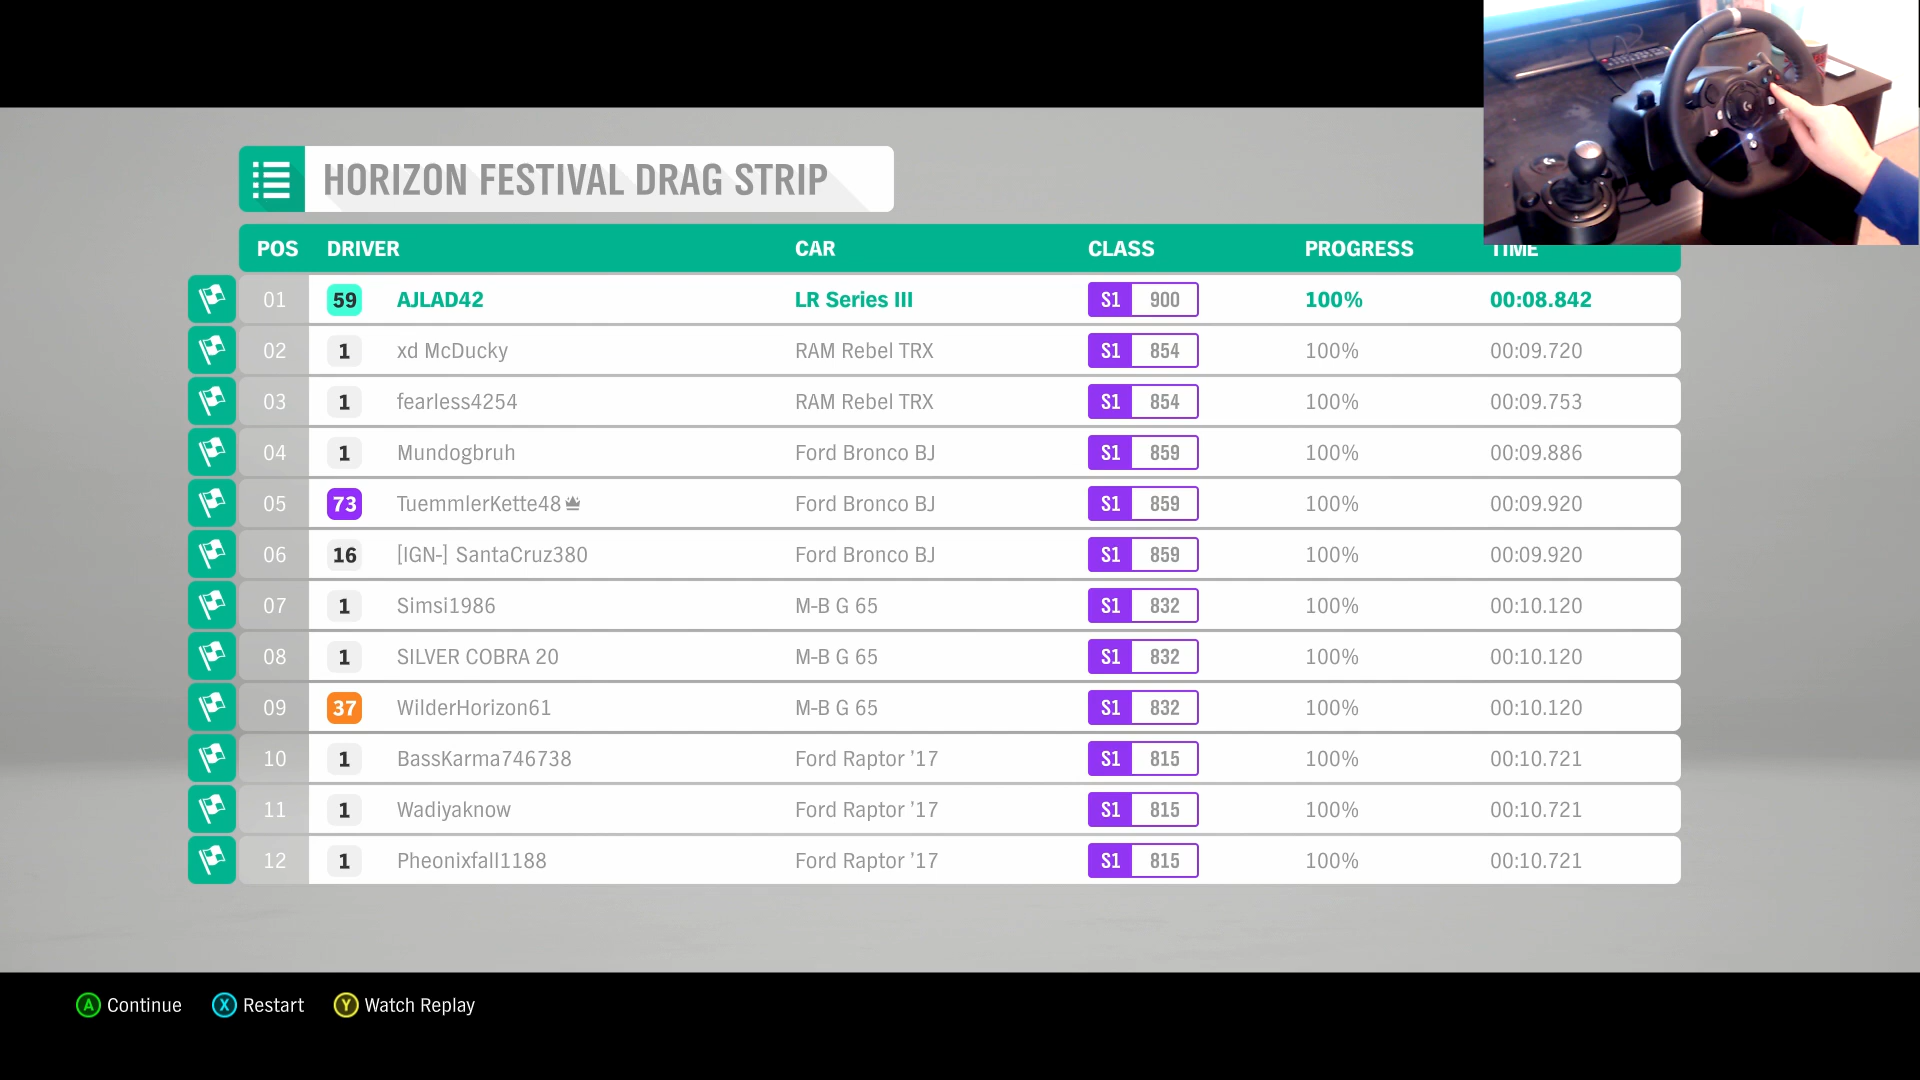 HORIZON FESTIVAL DRAG STRIP
POS DRIVER CAR CLASS PROGRESS TIME
01 59 AJLAD42 LR Series III S1 900 100% 00:08.842
02 1 xd McDucky RAM Rebel TRX S1 854 100% 00:09.720
03 1 fearless4254 RAM Rebel TRX S1 854 100% 00:09.753
04 1 Mundogbruh Ford Bronco BJ S1 859 100% 00:09.886
05 73 TuemmlerKette48 Ford Bronco BJ S1 859 100% 00:09.920
06 16 [IGN-] SantaCruz380 Ford Bronco BJ S1 859 100% 00:09.920
07 1 Simsi1986 M-B G 65 S1 832 100% 00:10.120
08 1 SILVER COBRA 20 M-B G 65 S1 832 100% 00:10.120
09 37 WilderHorizon61 M-B G 65 S1 832 100% 00:10.120
10 1 BassKarma746738 Ford Raptor ’17 S1 815 100% 00:10.721
11 1 Wadiyaknow Ford Raptor ’17 S1 815 100% 00:10.721
12 1 Pheonixfall1188 Ford Raptor ’17 S1 815 100% 00:10.721
A Continue X Restart Y Watch Replay